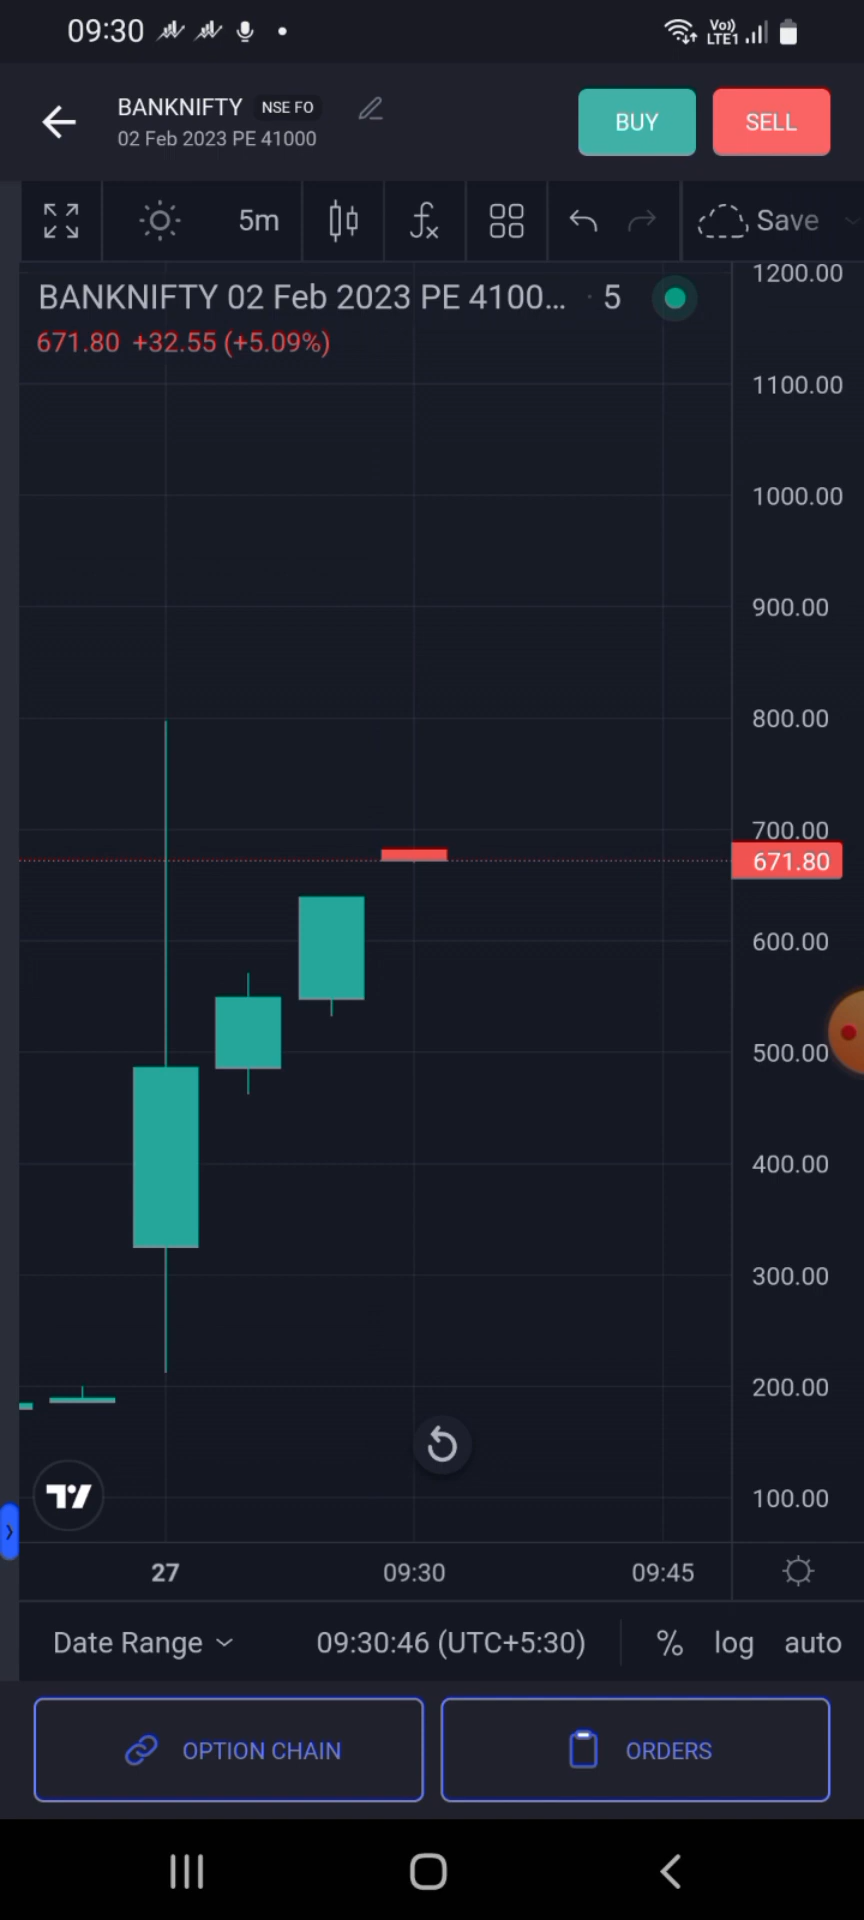 09:30 Vo)) LTE1
BANKNIFTY NSE FO
02 Feb 2023 PE 41000
BUY SELL
5m Save
BANKNIFTY 02 Feb 2023 PE 4100... · 5
671.80 +32.55 (+5.09%)
1200.00
1100.00
1000.00
900.00
800.00
700.00
671.80
600.00
500.00
400.00
300.00
200.00
100.00
27 09:30 09:45
Date Range 09:30:46 (UTC+5:30) % log auto
OPTION CHAIN ORDERS